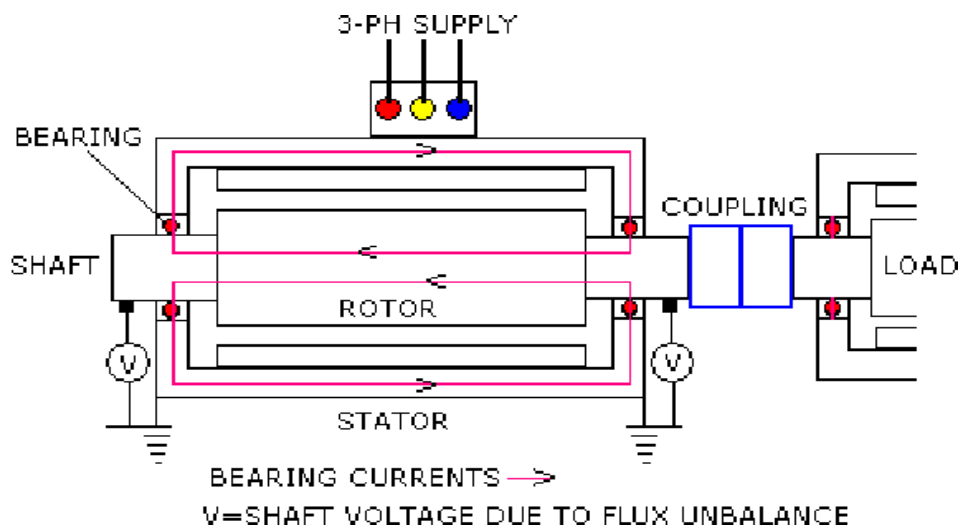 3-PH SUPPLY
BEARING
COUPLING
SHAFT
LOAD
ROTOR
V
V
STATOR
BEARING CURRENTS
V=SHAFT VOLTAGE DUE TO FLUX UNBALANCE